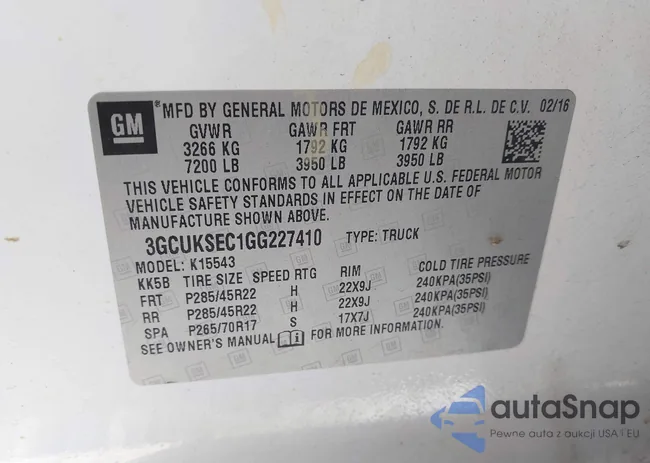 GM ®MFD BY GENERAL MOTORS DE MEXICO, S. DE R.L. DE C.V. 02/16
GVWR GAWR FRT GAWR RR
3266 KG 1792 KG 1792 KG
7200 LB 3950 LB 3950 LB
THIS VEHICLE CONFORMS TO ALL APPLICABLE U.S. FEDERAL MOTOR
VEHICLE SAFETY STANDARDS IN EFFECT ON THE DATE OF
MANUFACTURE SHOWN ABOVE.
3GCUKSEC1GG227410 TYPE: TRUCK
MODEL: K15543
KK5B TIRE SIZE SPEED RTG RIM COLD TIRE PRESSURE
FRT P285/45R22 H 22X9J 240KPA(35PSI)
RR P285/45R22 H 22X9J 240KPA(35PSI)
SPA P265/70R17 S 17X7J 240KPA(35PSI)
SEE OWNER'S MANUAL
autaSnap
Pewne auta z aukcji USA i EU